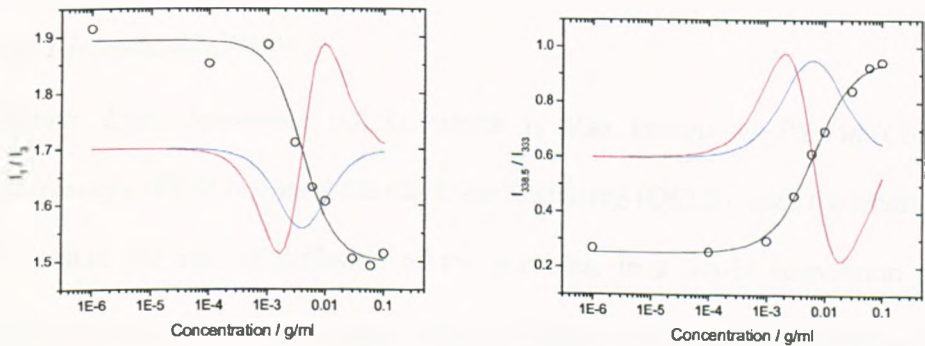 1.9
1.8
1.7
1.6
1.5
I₁ / I₃
1E-6 1E-5 1E-4 1E-3 0.01 0.1
Concentration / g/ml
1.0
0.8
0.6
0.4
0.2
338.5 / I₃₃₃
1E-6 1E-5 1E-4 1E-3 0.01 0.1
Concentration / g/ml